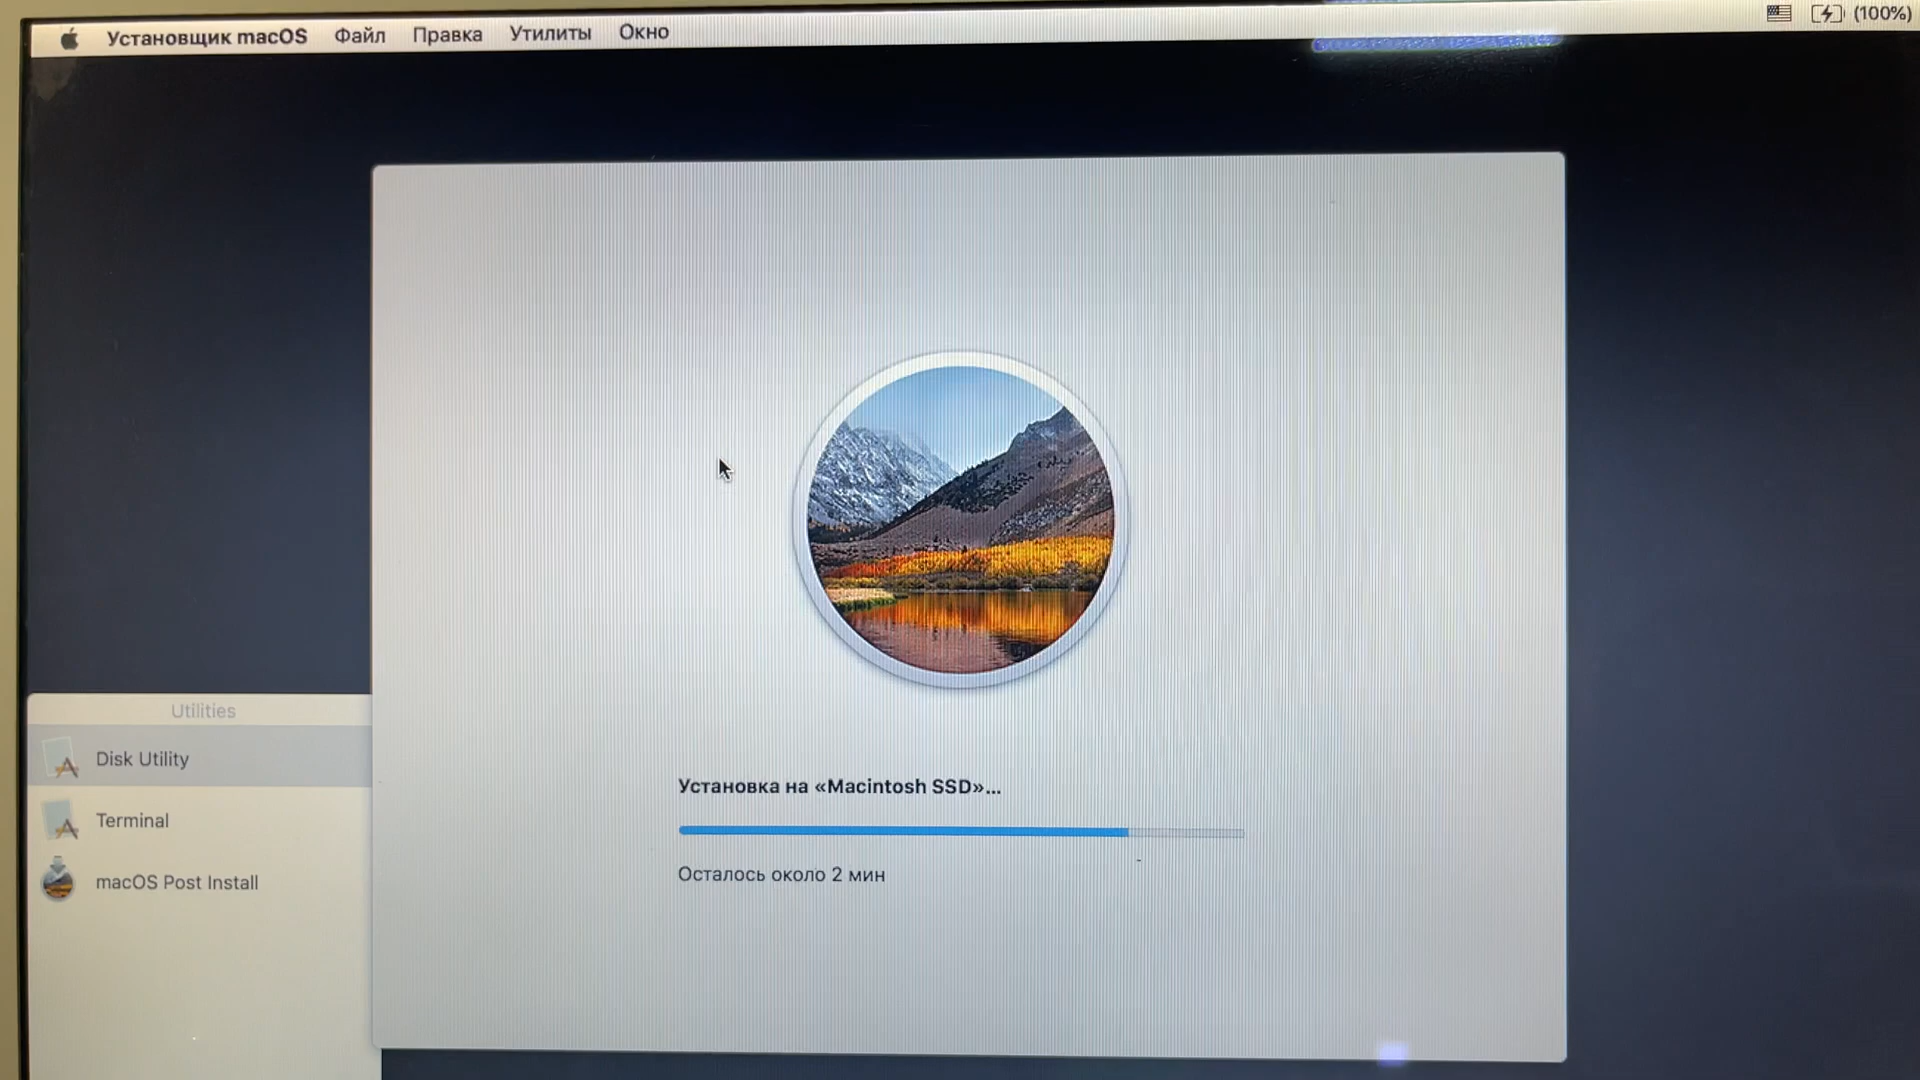 Установщик macOS Файл Правка Утилиты Окно (100%)
Utilities
Disk Utility
Terminal
macOS Post Install
Установка на «Macintosh SSD»...
Осталось около 2 мин